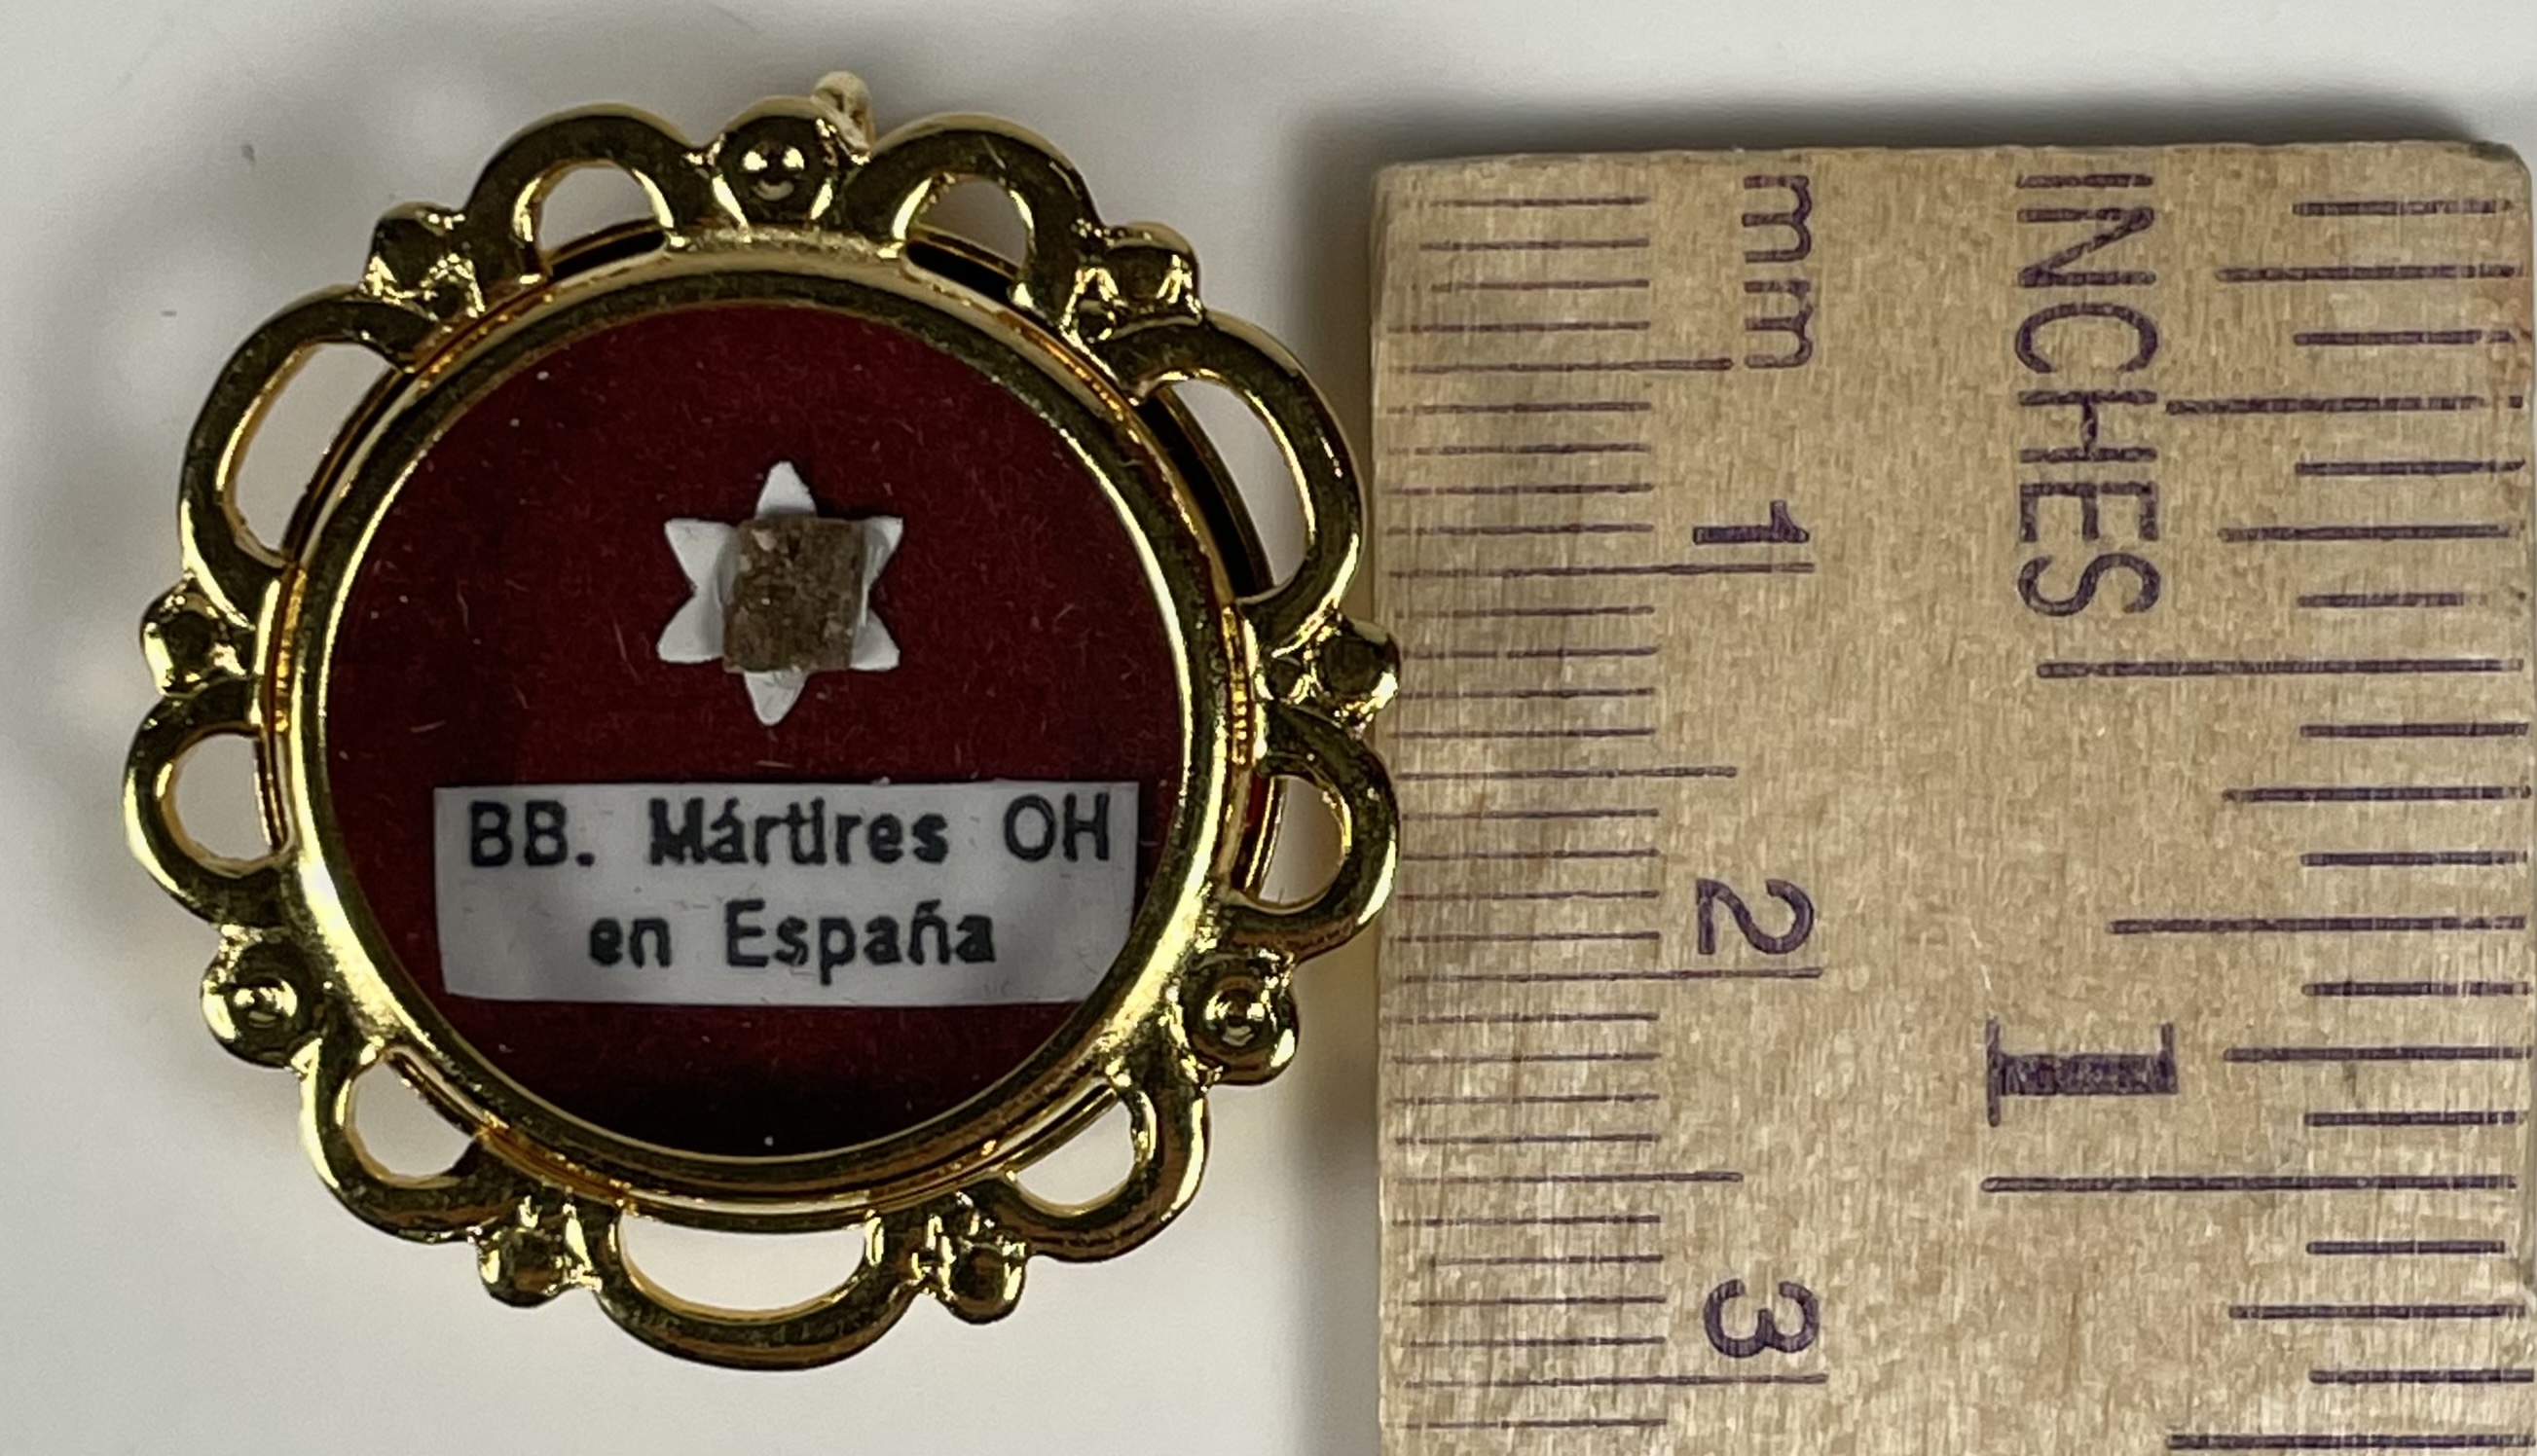 BB. Mártires OH
en España
mm
1
2
3
INCHES
1